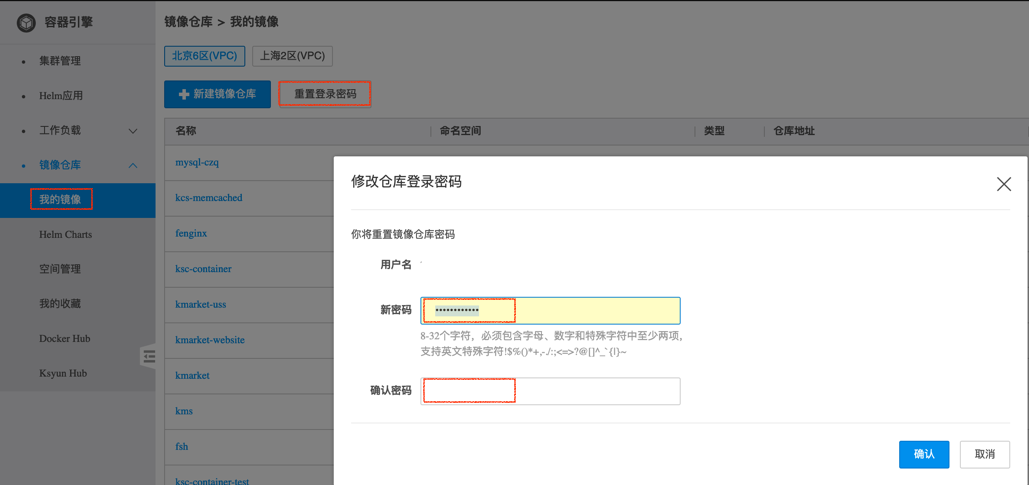 容器引擎
集群管理
Helm应用
工作负载
镜像仓库
我的镜像
Helm Charts
空间管理
我的收藏
Docker Hub
Ksyun Hub
镜像仓库 > 我的镜像
北京6区(VPC) 上海2区(VPC)
新建镜像仓库 重置登录密码
名称 命名空间 类型 仓库地址
mysql-czq
kcs-memcached
fenginx
ksc-container
kmarket-uss
kmarket-website
kmarket
kms
fsh
ksc-container-test
修改仓库登录密码
你将重置镜像仓库密码
用户名
新密码 ••••••••••••
8-32个字符，必须包含字母、数字和特殊字符中至少两项，
支持英文特殊字符!$%()*+,-./:;<=>?@[]^_`{|}~
确认密码
确认 取消